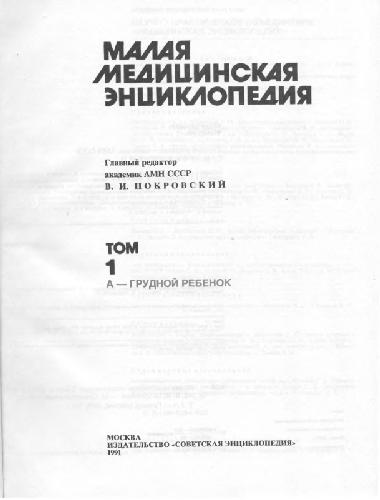 МАЛАЯ
МЕДИЦИНСКАЯ
ЭНЦИКЛОПЕДИЯ
Главный редактор
академик АМН СССР
В. И. ПОКРОВСКИЙ
ТОМ
1
А — ГРУДНОЙ РЕБЕНОК
МОСКВА
ИЗДАТЕЛЬСТВО «СОВЕТСКАЯ ЭНЦИКЛОПЕДИЯ»
1991